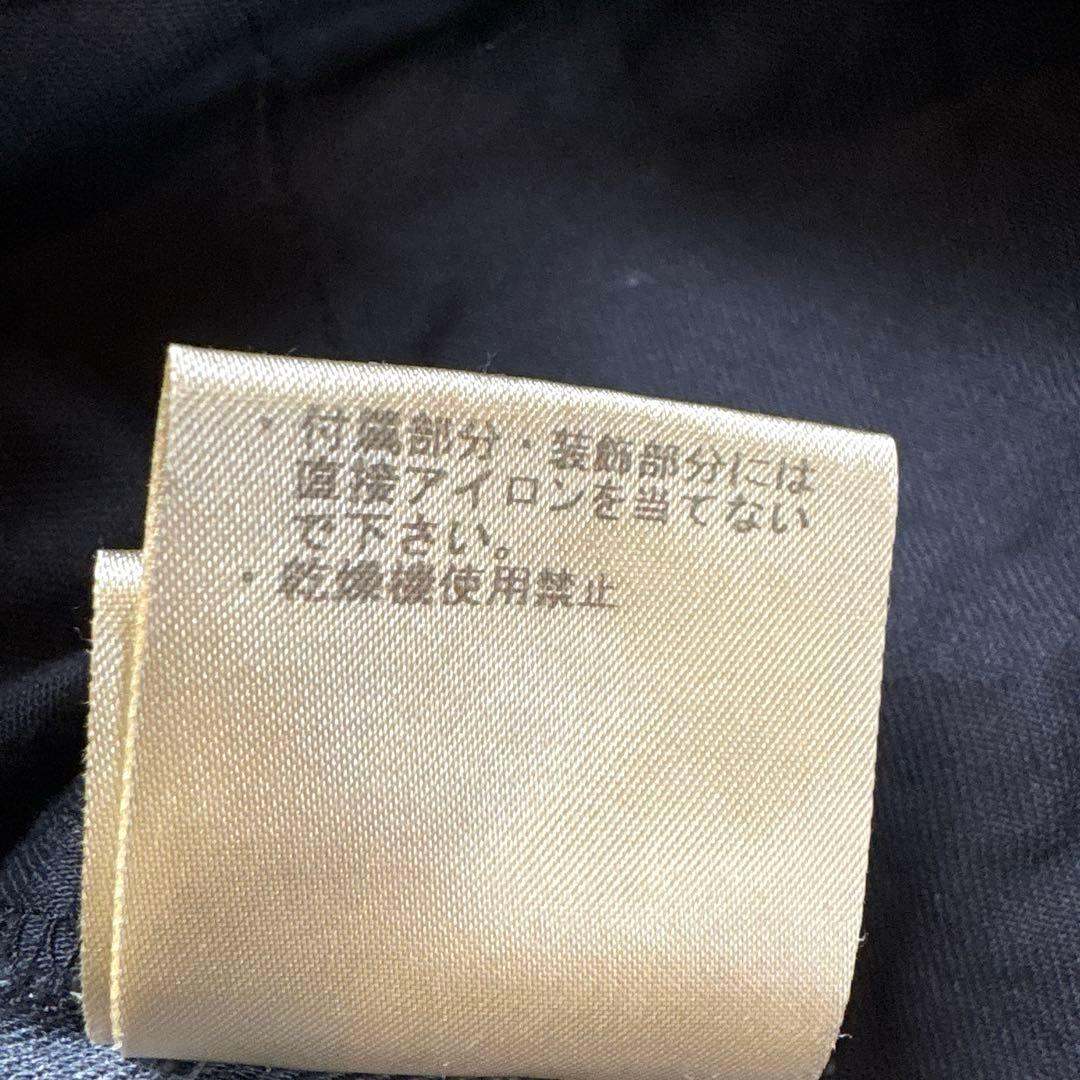 ・付属部分・装飾部分には
直接アイロンを当てない
で下さい。
・乾燥機使用禁止